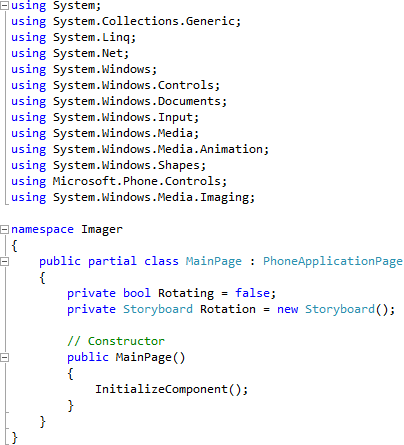 using System;
using System.Collections.Generic;
using System.Linq;
using System.Net;
using System.Windows;
using System.Windows.Controls;
using System.Windows.Documents;
using System.Windows.Input;
using System.Windows.Media;
using System.Windows.Media.Animation;
using System.Windows.Shapes;
using Microsoft.Phone.Controls;
using System.Windows.Media.Imaging;

namespace Imager
{
    public partial class MainPage : PhoneApplicationPage
    {
        private bool Rotating = false;
        private Storyboard Rotation = new Storyboard();

        // Constructor
        public MainPage()
        {
            InitializeComponent();
        }
    }
}